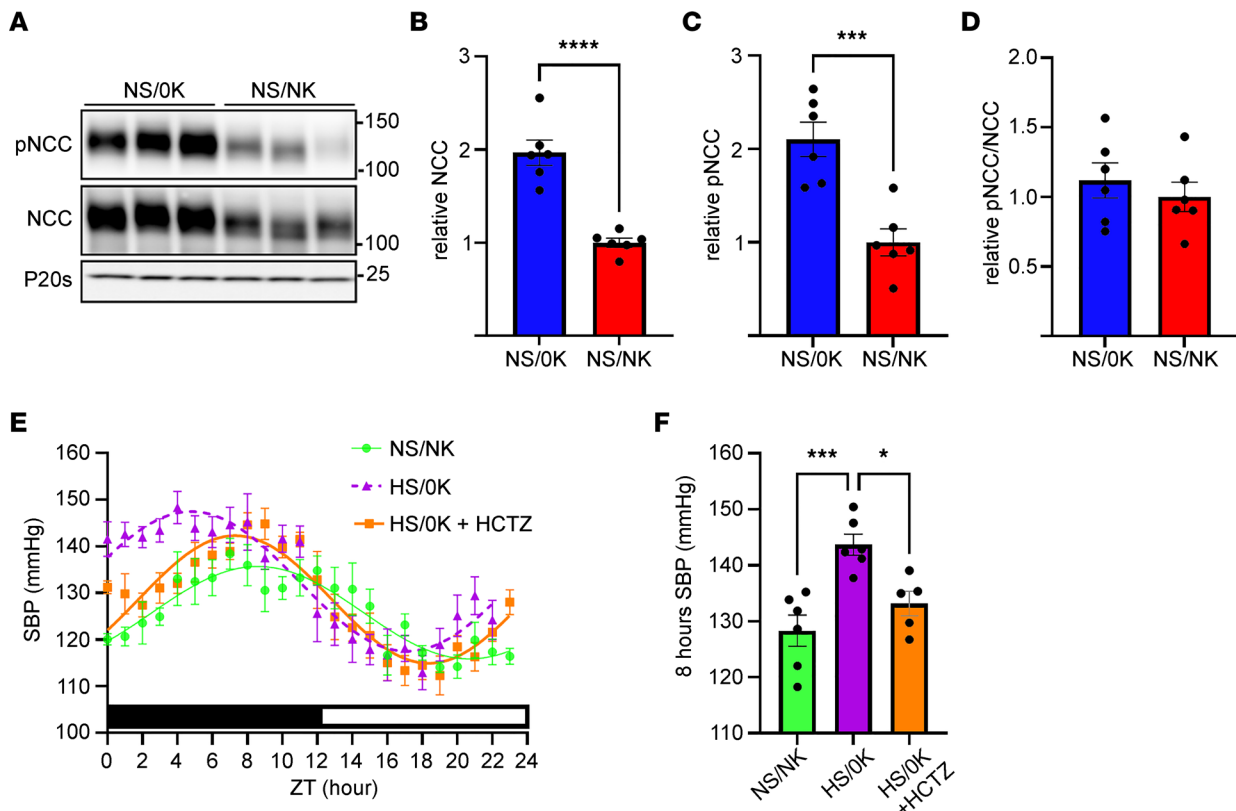 A
NS/0K NS/NK
pNCC
150
100
NCC
100
P20s
25
B
****
relative NCC
3
2
1
NS/0K NS/NK
C
***
relative pNCC
3
2
1
NS/0K NS/NK
D
relative pNCC/NCC
2.0
1.5
1.0
0.5
NS/0K NS/NK
E
SBP (mmHg)
160
150
140
130
120
110
100
NS/NK
HS/0K
HS/0K + HCTZ
0 2 4 6 8 10 12 14 16 18 20 22 24
ZT (hour)
F
8 hours SBP (mmHg)
160
150
140
130
120
110
*** *
NS/NK
HS/0K
HS/0K
+HCTZ